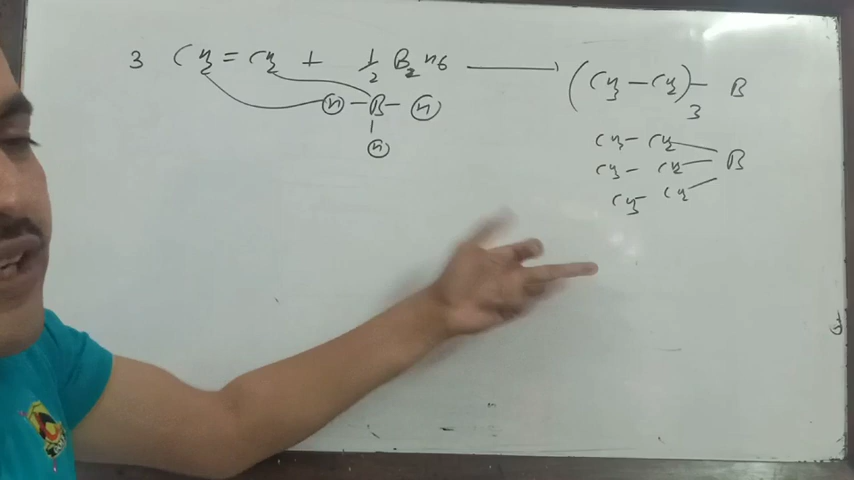 3 CH2 = CH2 + 1/2 B2H6 ⟶ (CH3 – CH2)3 – B
H – B – H
H
CH3 – CH2
CH3 – CH2 B
CH3 – CH2